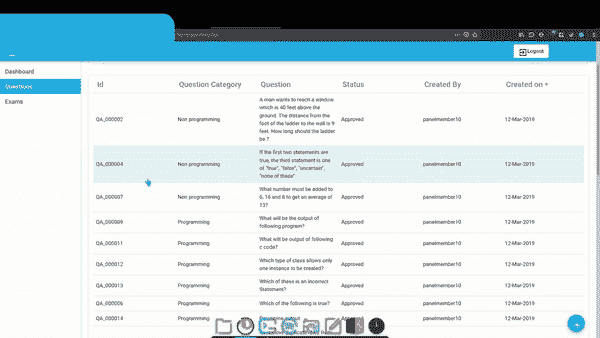 Logout
Dashboard
Questions
Exams
Id Question Category Question Status Created By Created on
QA_000002 Non programming A man wants to reach a window Approved panelmember10 12-Mar-2019
which is 40 feet above the
ground. The distance from the
foot of the ladder to the wall is 9
feet. How long should the ladder
be ?
QA_000004 Non programming If the first two statements are Approved panelmember10 12-Mar-2019
true, the third statement is one
of "true", "false", "uncertain",
"none of these"
QA_000007 Non programming What number must be added to Approved panelmember10 12-Mar-2019
6, 16 and 8 to get an average of
13?
QA_000009 Programming What will be the output of Approved panelmember10 12-Mar-2019
following program?
QA_000011 Programming What will be output of following Approved panelmember10 12-Mar-2019
c code?
QA_000012 Programming Which type of class allows only Approved panelmember10 12-Mar-2019
one instance to be created?
QA_000013 Programming Which of these is an incorrect Approved panelmember10 12-Mar-2019
Statement?
QA_000006 Programming Which of the following is true? Approved panelmember10 12-Mar-2019
QA_000014 Programming output Approved panelmember10 12-Mar-2019